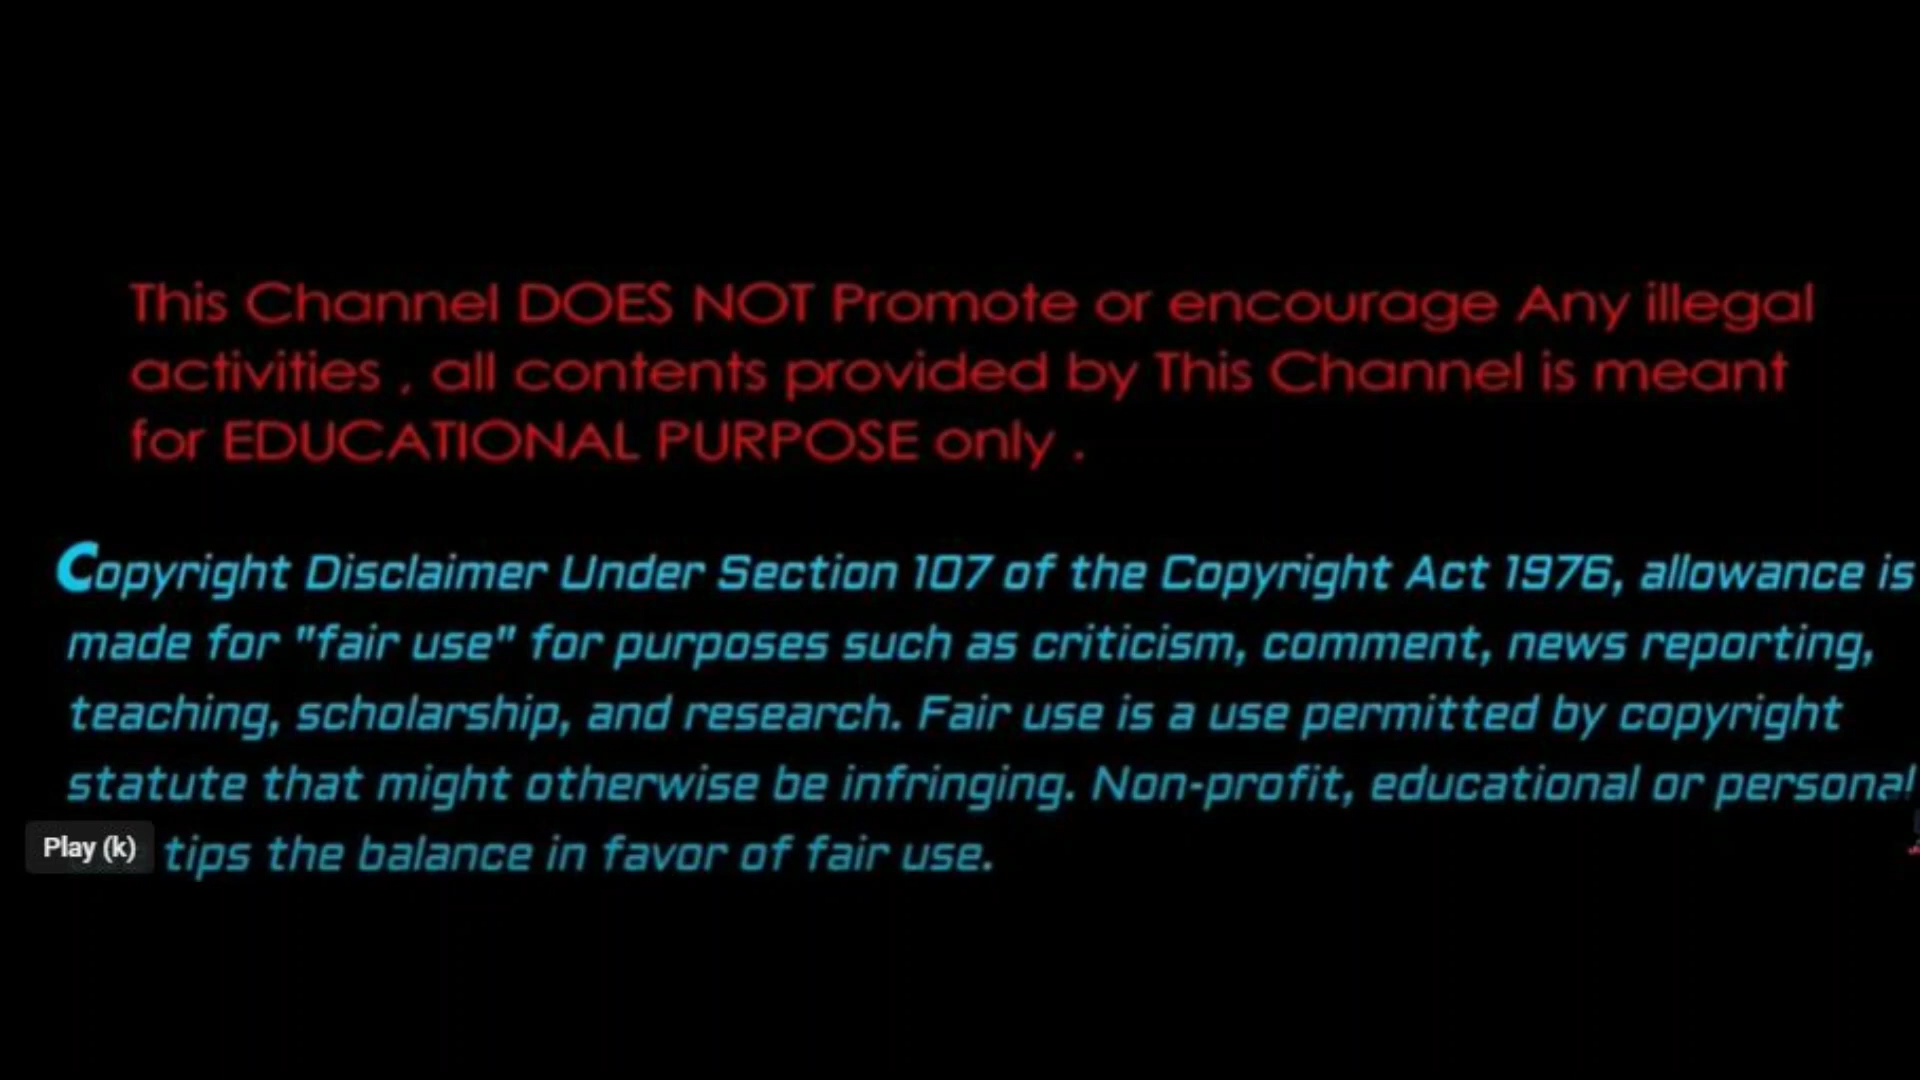 This Channel DOES NOT Promote or encourage Any illegal
activities , all contents provided by This Channel is meant
for EDUCATIONAL PURPOSE only .
Copyright Disclaimer Under Section 107 of the Copyright Act 1976, allowance is
made for "fair use" for purposes such as criticism, comment, news reporting,
teaching, scholarship, and research. Fair use is a use permitted by copyright
statute that might otherwise be infringing. Non-profit, educational or personal
Play (k) tips the balance in favor of fair use.